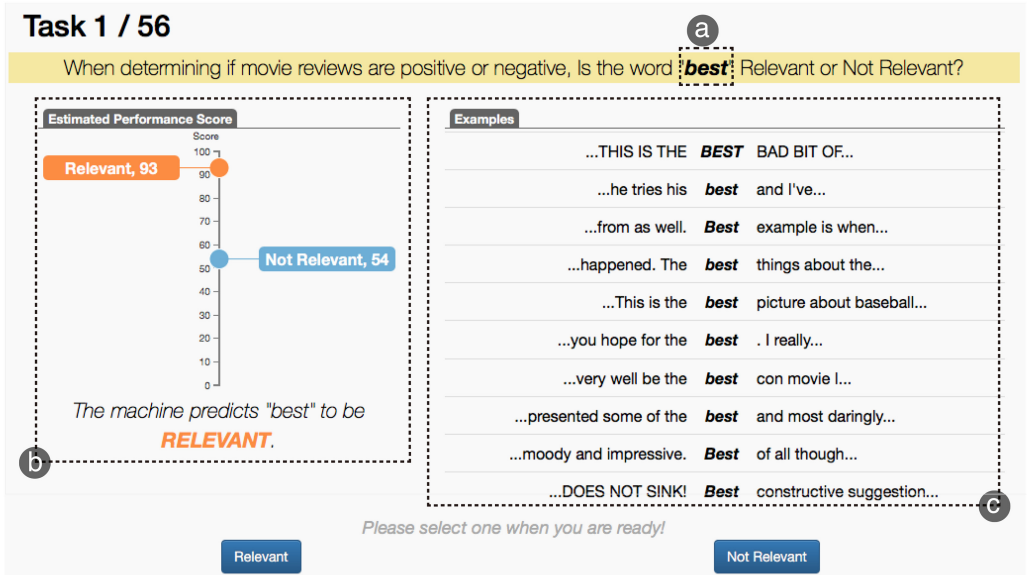 Task 1 / 56
a
When determining if movie reviews are positive or negative, Is the word "best" Relevant or Not Relevant?
Estimated Performance Score
Score
100
Relevant, 93
90
80
70
60
Not Relevant, 54
50
40
30
20
10
0
The machine predicts "best" to be
RELEVANT.
b
Examples
...THIS IS THE BEST BAD BIT OF...
...he tries his best and I've...
...from as well. Best example is when...
...happened. The best things about the...
...This is the best picture about baseball...
...you hope for the best . I really...
...very well be the best con movie I...
...presented some of the best and most daringly...
...moody and impressive. Best of all though...
...DOES NOT SINK! Best constructive suggestion...
c
Please select one when you are ready!
Relevant
Not Relevant